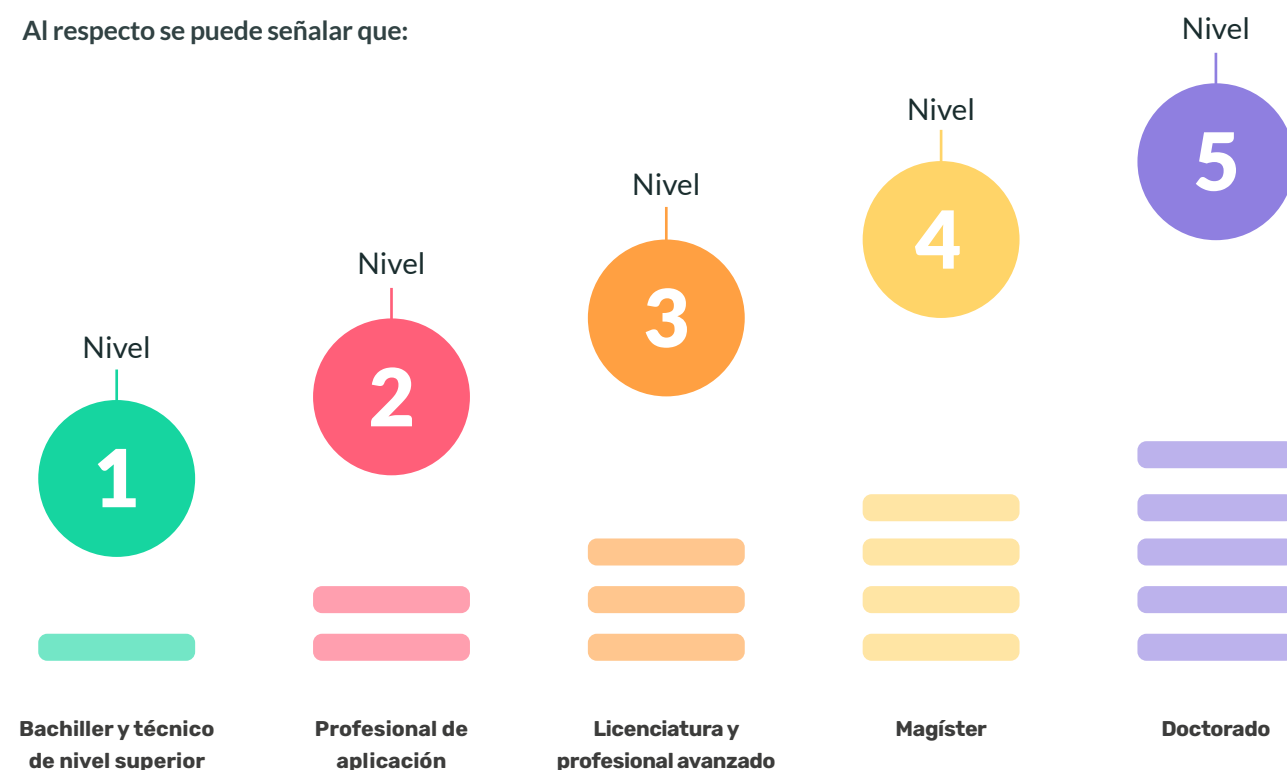 Al respecto se puede señalar que:
Nivel
1
Nivel
2
Nivel
3
Nivel
4
Nivel
5
Bachiller y técnico
de nivel superior
Profesional de
aplicación
Licenciatura y
profesional avanzado
Magíster
Doctorado